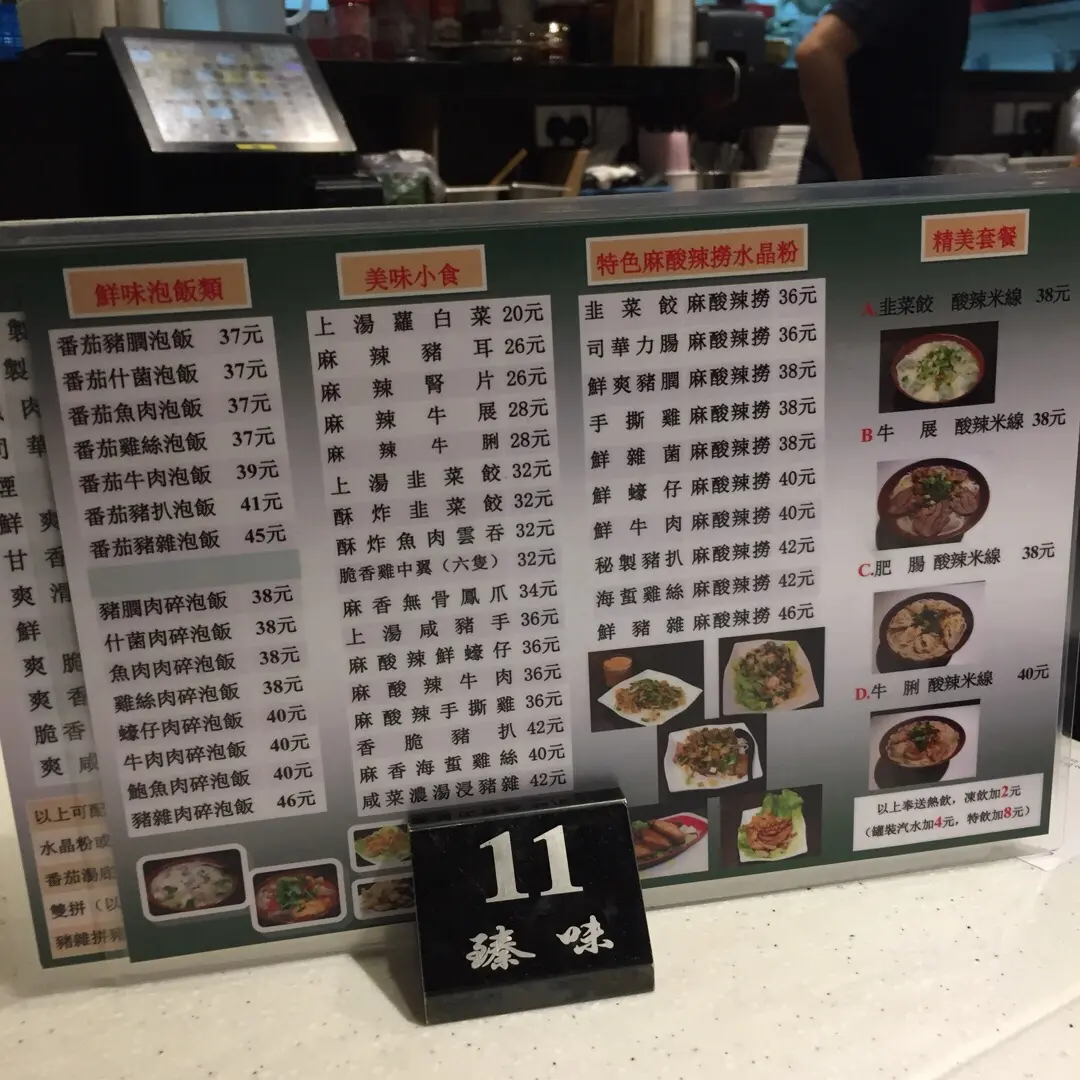 鮮味泡飯類
番茄豬膶泡飯 37元
番茄什菌泡飯 37元
番茄魚肉泡飯 37元
番茄雞絲泡飯 37元
番茄牛肉泡飯 39元
番茄豬扒泡飯 41元
番茄豬雜泡飯 45元
豬膶肉碎泡飯 38元
什菌肉碎泡飯 38元
魚肉肉碎泡飯 38元
雞絲肉碎泡飯 38元
蠔仔肉碎泡飯 40元
牛肉肉碎泡飯 40元
鮑魚肉碎泡飯 40元
豬雜肉碎泡飯 46元
美味小食
上湯蘿白菜 20元
麻辣豬耳 26元
麻辣腎片 26元
麻辣牛展 28元
麻辣牛脷 28元
上湯韭菜餃 32元
酥炸韭菜餃 32元
酥炸魚肉雲吞 32元
脆香雞中翼（六隻） 32元
麻香無骨鳳爪 34元
上湯咸豬手 36元
麻酸辣鮮蠔仔 36元
麻酸辣牛肉 36元
麻酸辣手撕雞 36元
香脆豬扒 42元
麻香海蜇雞絲 40元
咸菜濃湯浸豬雜 42元
特色麻酸辣撈水晶粉
韭菜餃麻酸辣撈 36元
司華力腸麻酸辣撈 36元
鮮爽豬膶麻酸辣撈 38元
手撕雞麻酸辣撈 38元
鮮雜菌麻酸辣撈 38元
鮮蠔仔麻酸辣撈 40元
鮮牛肉麻酸辣撈 40元
秘製豬扒麻酸辣撈 42元
海蜇雞絲麻酸辣撈 42元
鮮豬雜麻酸辣撈 46元
精美套餐
A.韭菜餃 酸辣米線 38元
B牛展 酸辣米線 38元
C.肥腸 酸辣米線 38元
D.牛脷 酸辣米線 40元
以上奉送熱飲，凍飲加2元
（罐裝汽水加4元，特飲加8元）
製
製
肉
司華
煙
鮮爽
甘香
爽滑
鮮
爽脆
爽香
脆香
爽咸
以上可配
水晶粉或
番茄湯底
雙拼（以
豬雜拼豬
11
臻味